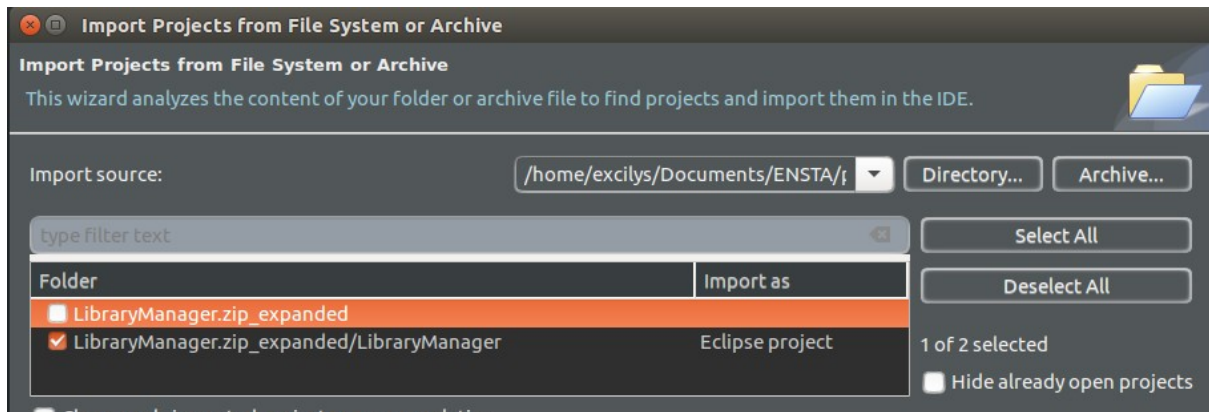 Import Projects from File System or Archive
Import Projects from File System or Archive
This wizard analyzes the content of your folder or archive file to find projects and import them in the IDE.
Import source: /home/excilys/Documents/ENSTA/ Directory... Archive...
type filter text Select All
Folder Import as Deselect All
LibraryManager.zip_expanded
LibraryManager.zip_expanded/LibraryManager Eclipse project 1 of 2 selected
Hide already open projects